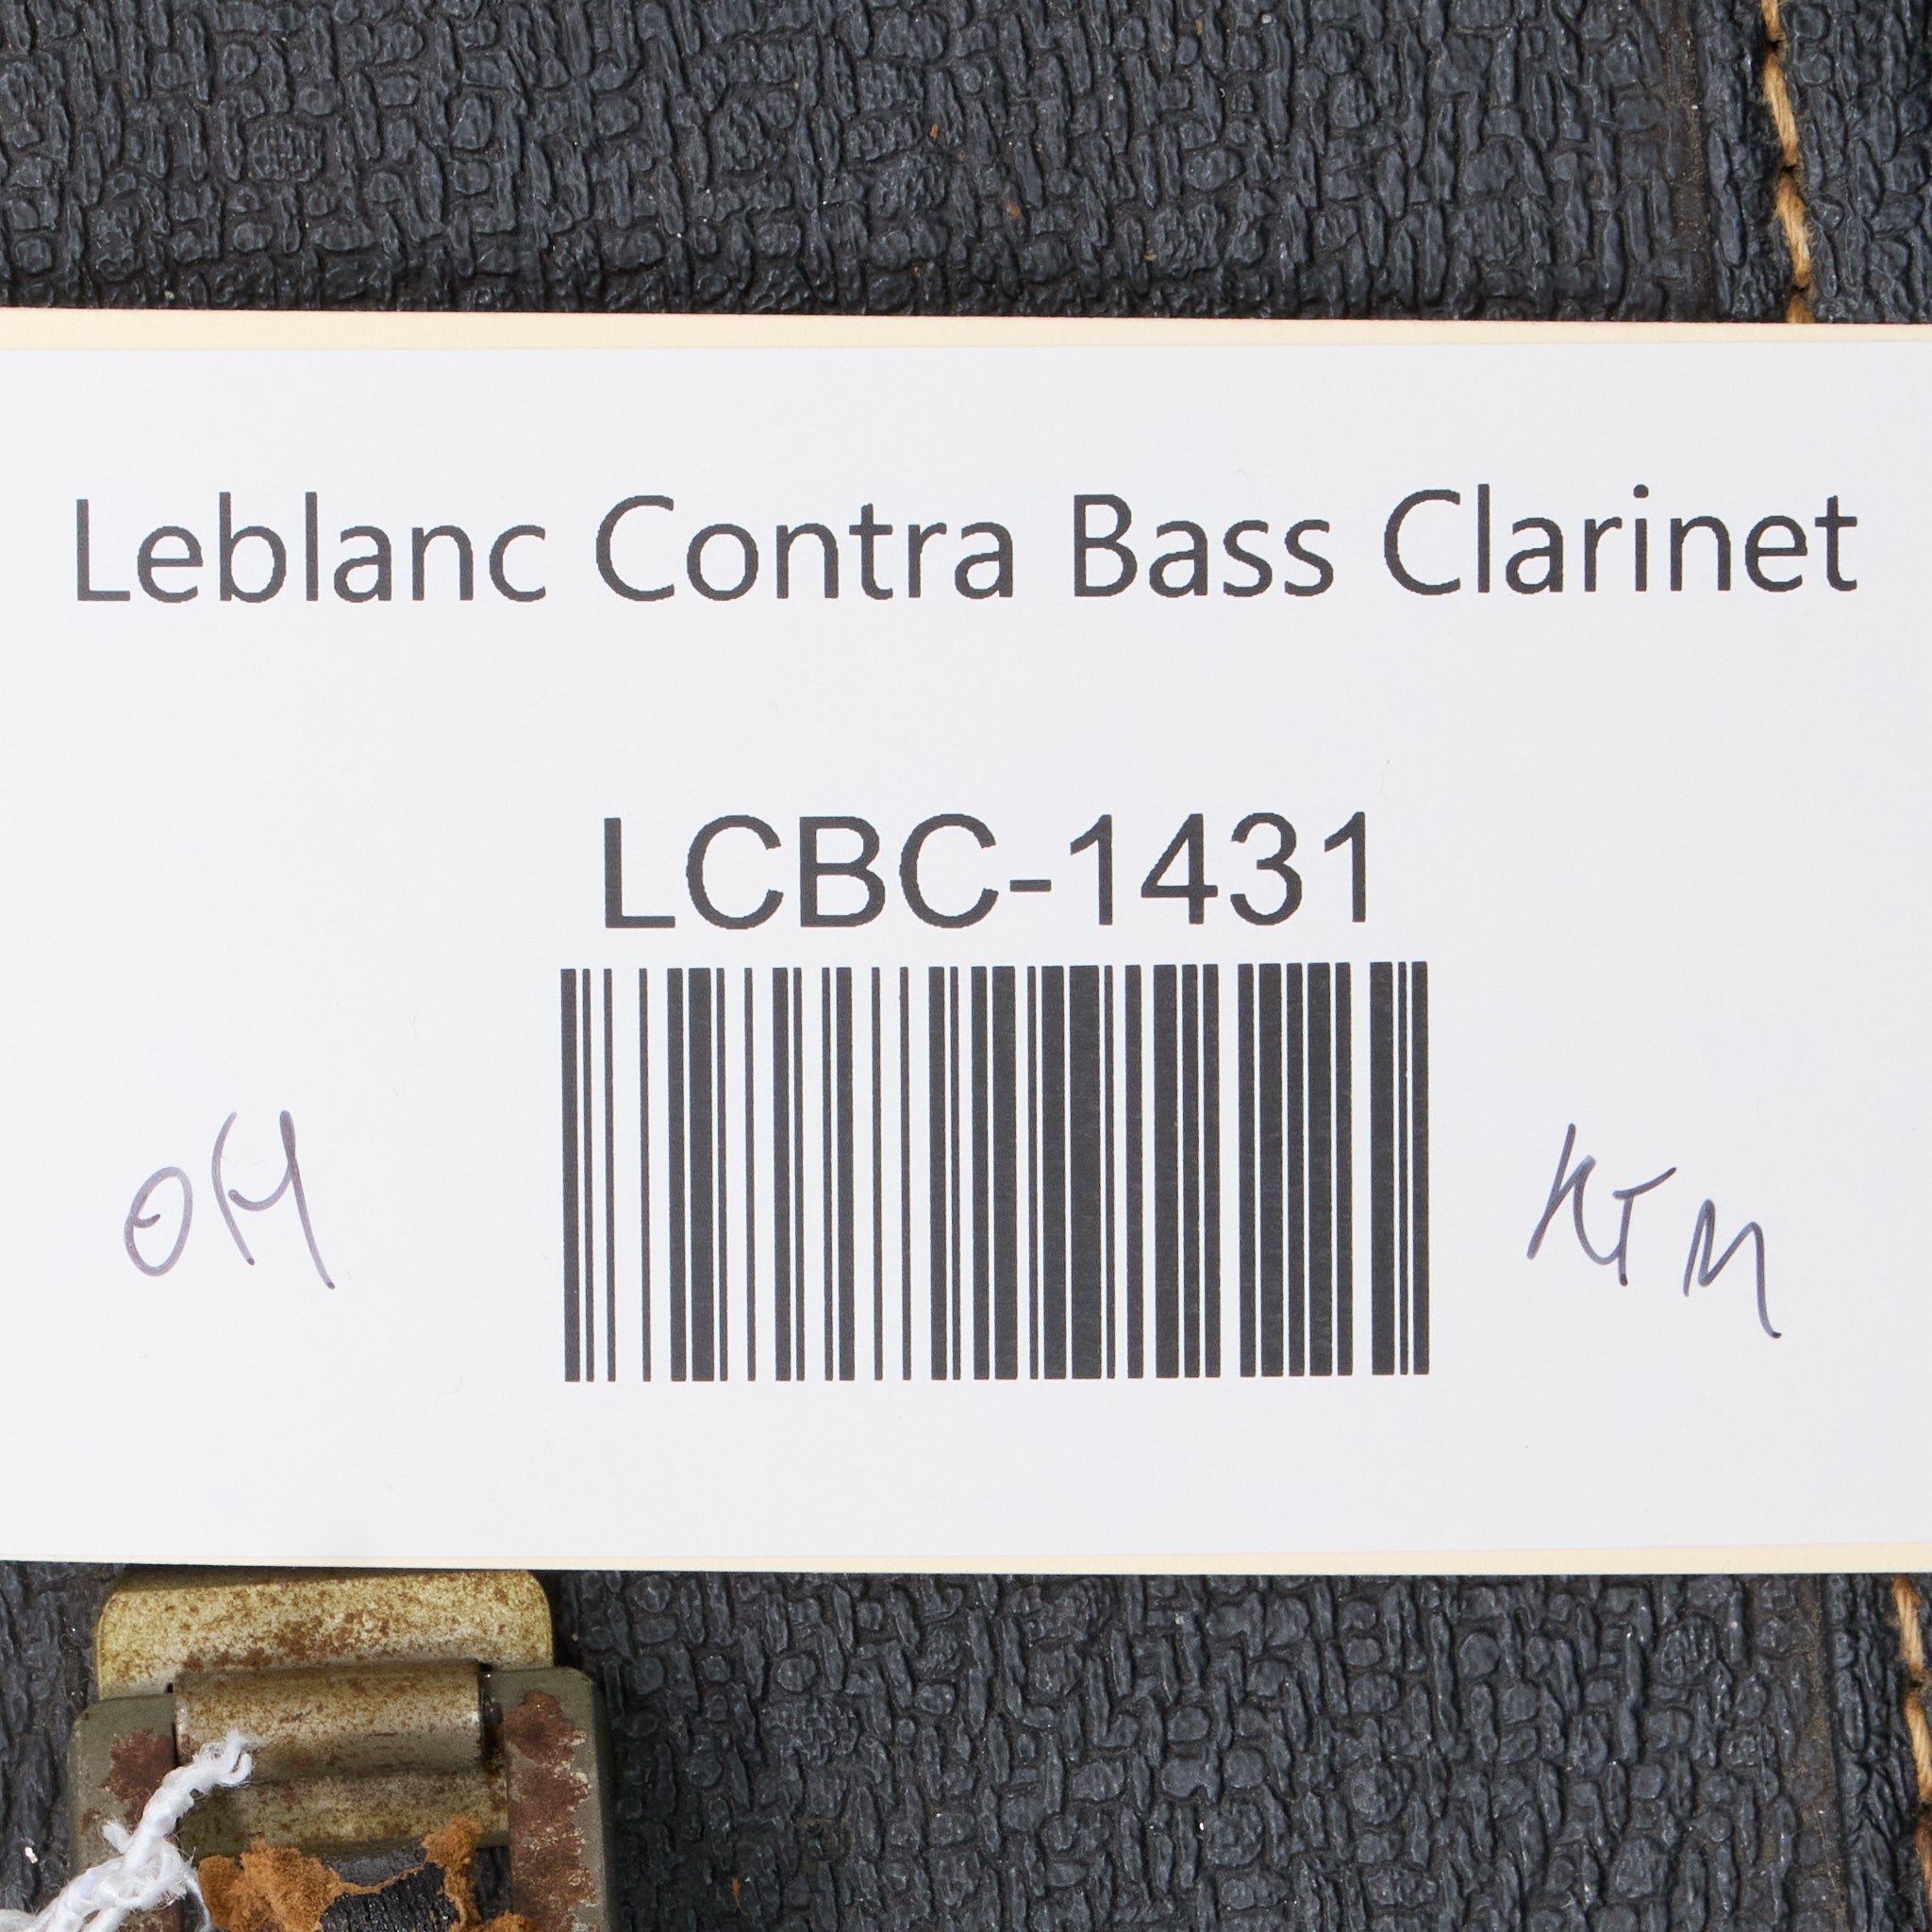 Leblanc Contra Bass Clarinet
LCBC-1431
OH
KTM